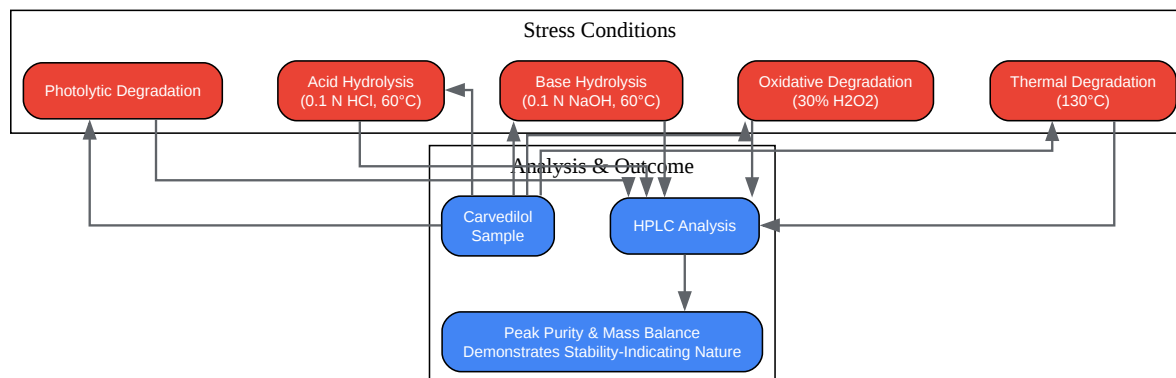 Stress Conditions
Photolytic Degradation
Acid Hydrolysis
(0.1 N HCl, 60°C)
Base Hydrolysis
(0.1 N NaOH, 60°C)
Oxidative Degradation
(30% H2O2)
Thermal Degradation
(130°C)
Analysis & Outcome
Carvedilol
Sample
HPLC Analysis
Peak Purity & Mass Balance
Demonstrates Stability-Indicating Nature